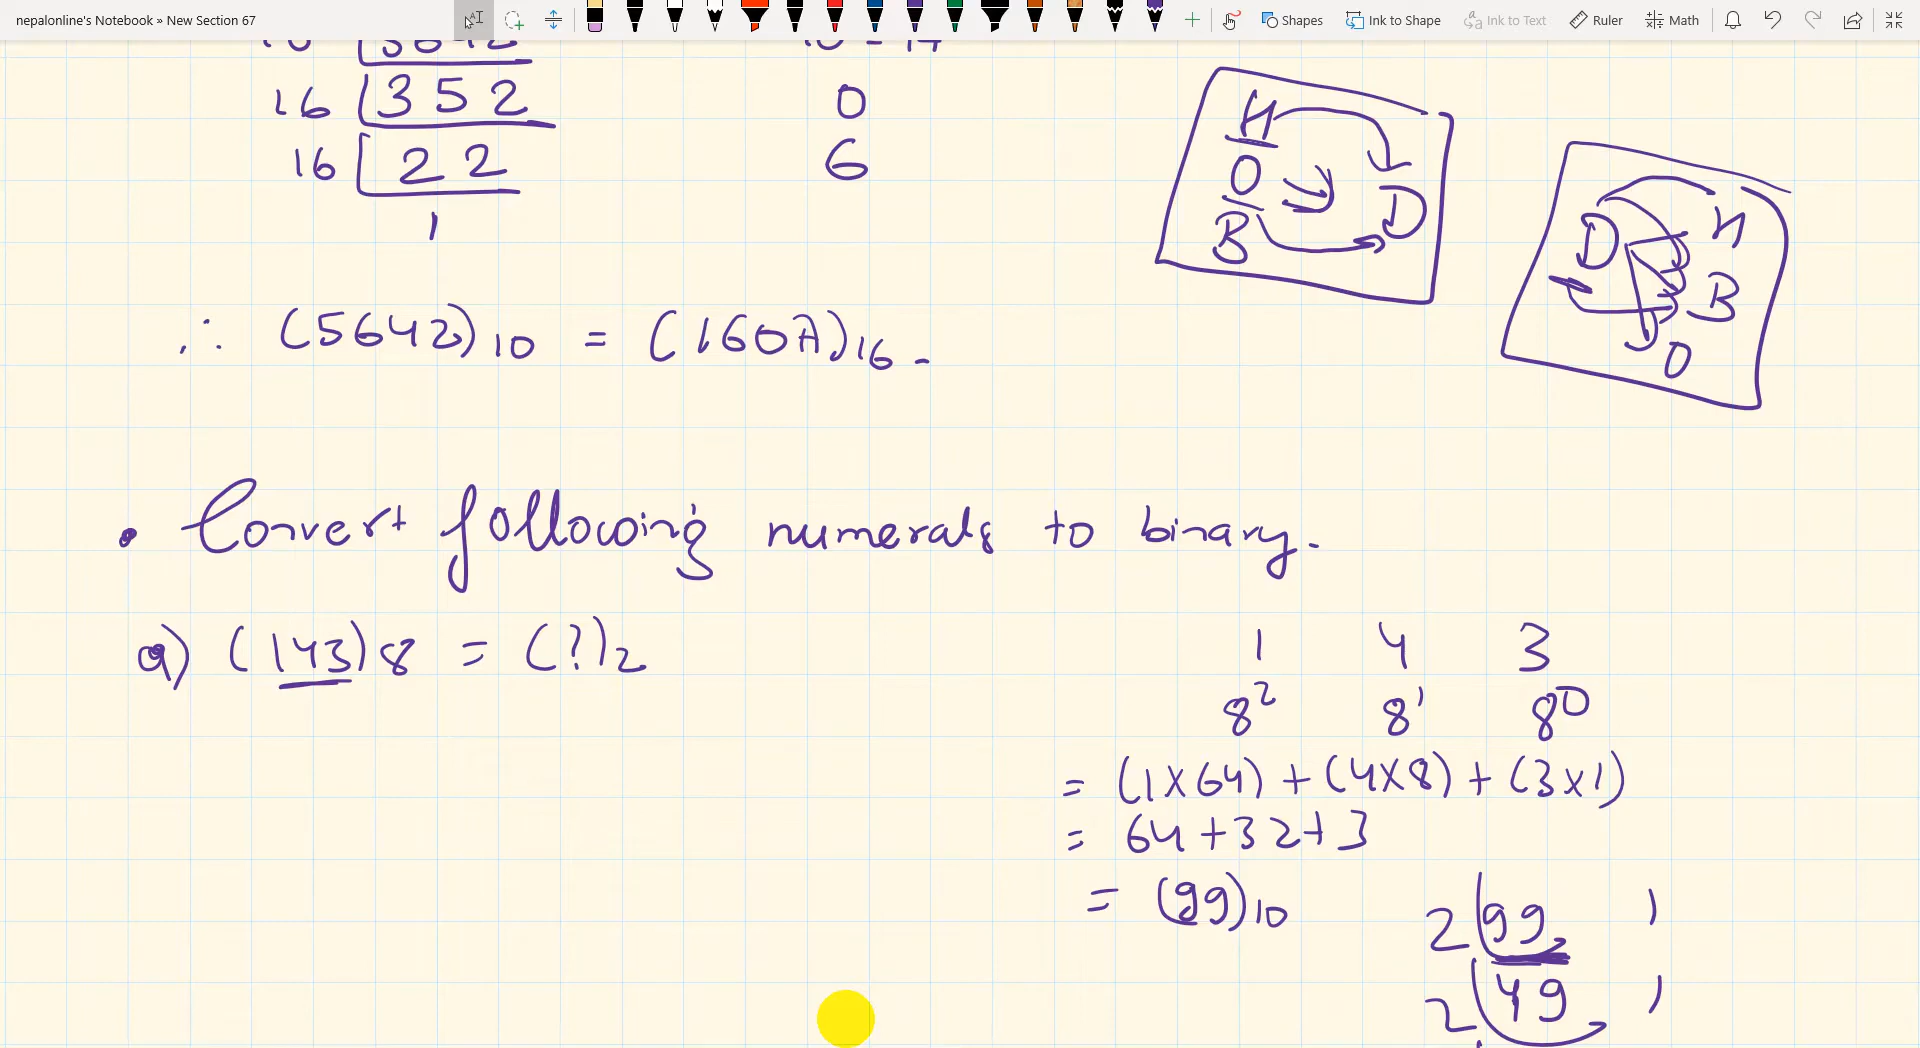 nepalonline's Notebook » New Section 67
Shapes Ink to Shape Ink to Text Ruler Math
16 352 0
16 22 6
1
∴ (5642)10 = (160A)16 -
H
O D
B
D H
B
O
• Convert following numerals to binary.
a) (143)8 = (?)2
1 4 3
8² 8¹ 8⁰
= (1×64) + (4×8) + (3×1)
= 64+32+3
= (99)10
2 99 1
2 49 1